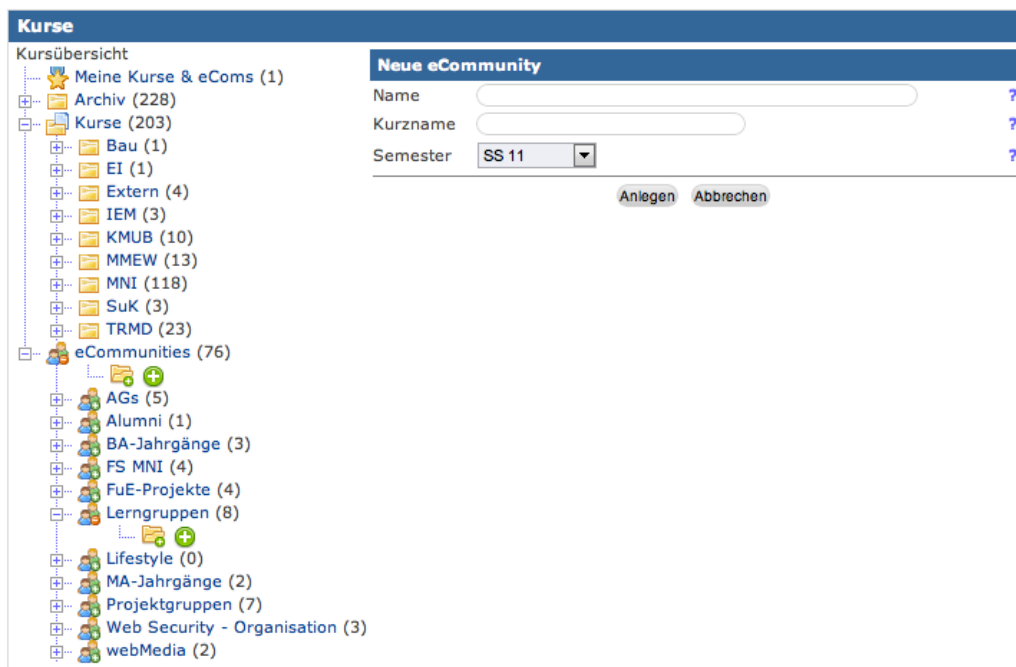 Kurse
Kursübersicht
Meine Kurse & eComs (1)
Archiv (228)
Kurse (203)
Bau (1)
EI (1)
Extern (4)
IEM (3)
KMUB (10)
MMEW (13)
MNI (118)
SuK (3)
TRMD (23)
eCommunities (76)
AGs (5)
Alumni (1)
BA-Jahrgänge (3)
FS MNI (4)
FuE-Projekte (4)
Lerngruppen (8)
Lifestyle (0)
MA-Jahrgänge (2)
Projektgruppen (7)
Web Security - Organisation (3)
webMedia (2)
Neue eCommunity
Name ?
Kurzname ?
Semester SS 11 ?
Anlegen Abbrechen